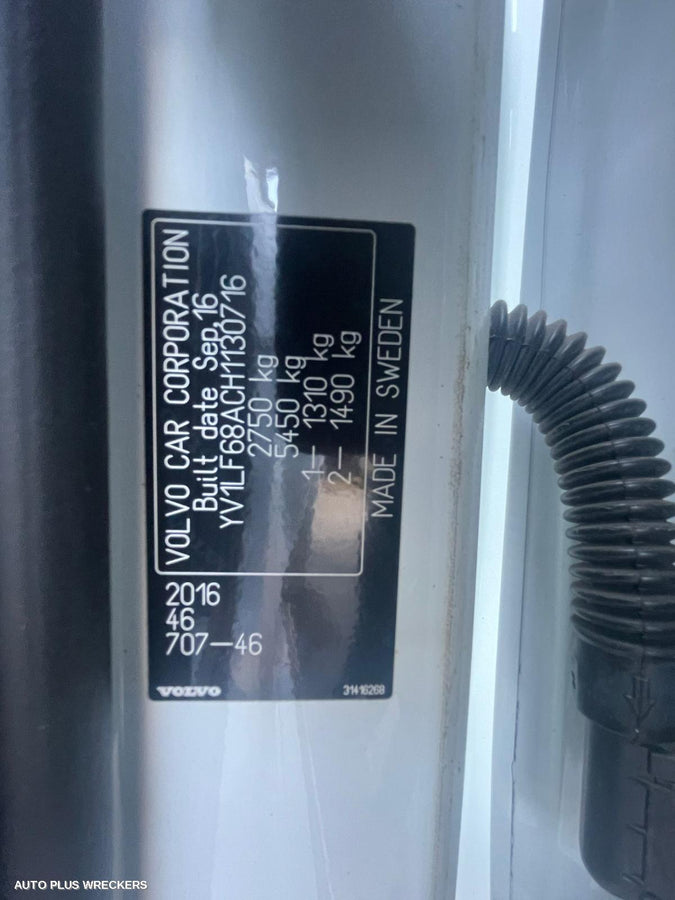 VOLVO CAR CORPORATION
Built date Sep,16
YV1LF68ACH1130716
2750 kg
5450 kg
1— 1310 kg
2— 1490 kg
MADE IN SWEDEN
2016
46
707—46
VOLVO
31416268
AUTO PLUS WRECKERS